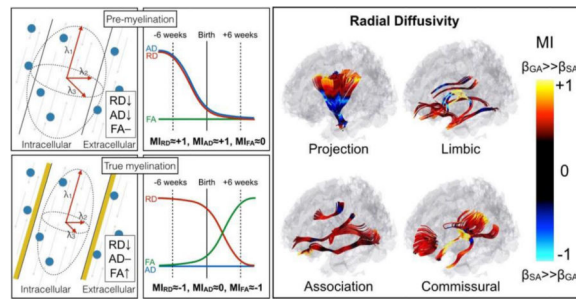 Pre-myelination
λ1
λ2
λ3
RD↓
AD↓
FA–
Intracellular Extracellular
-6 weeks Birth +6 weeks
AD
RD
FA
MIRD≈+1, MIAD≈+1, MIFA≈0
True myelination
λ1
λ2
λ3
RD↓
AD–
FA↑
Intracellular Extracellular
-6 weeks Birth +6 weeks
RD
FA
AD
MIRD≈-1, MIAD≈0, MIFA≈-1
Radial Diffusivity
Projection
Limbic
Association
Commissural
MI
βGA>>βSA
+1
0
-1
βSA>>βGA